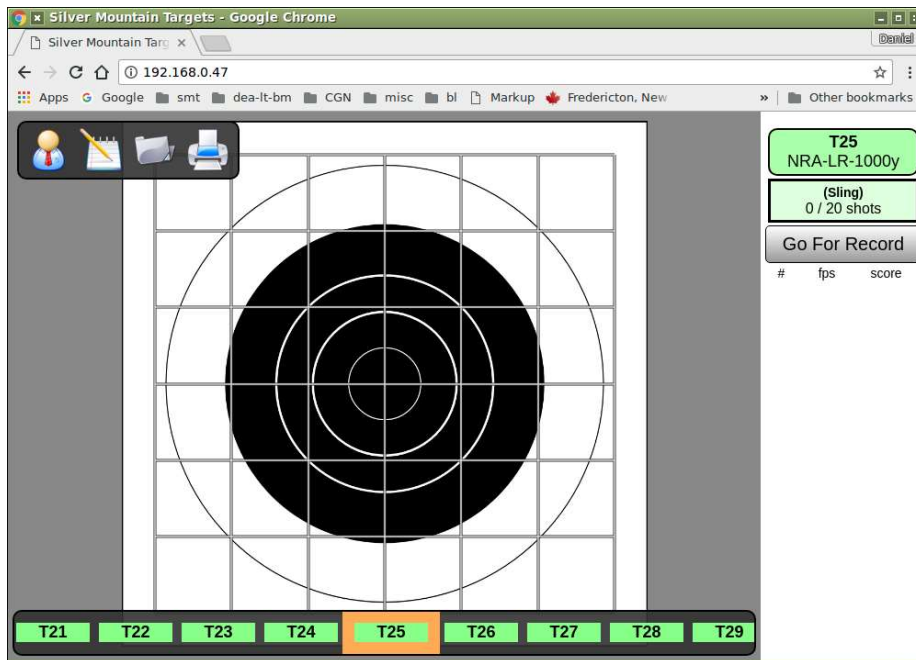 Silver Mountain Targets - Google Chrome
Silver Mountain Targ
Daniel
192.168.0.47
Apps Google smt dea-lt-bm CGN misc bl Markup Fredericton, New » Other bookmarks
T25
NRA-LR-1000y
(Sling)
0 / 20 shots
Go For Record
# fps score
T21 T22 T23 T24 T25 T26 T27 T28 T29